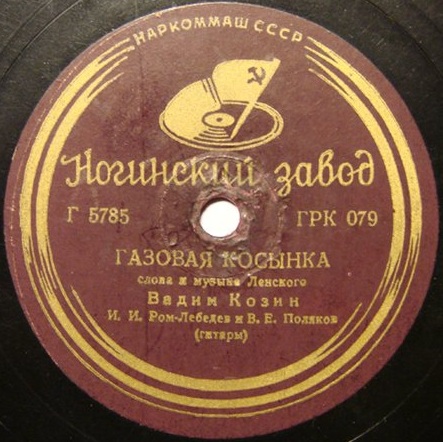 НАРКОММАШ СССР
Ногинский завод
Г 5785 ГРК 079
ГАЗОВАЯ КОСЫНКА
слова и музыка Ленского
Вадим Козин
И. И. Ром-Лебедев и В. Е. Поляков
(гитары)